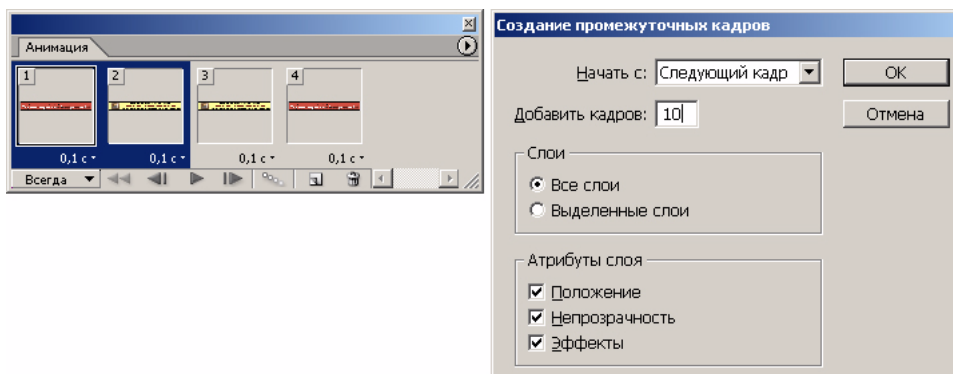 Анимация
1 2 3 4
0,1 с 0,1 с 0,1 с 0,1 с
Всегда
Создание промежуточных кадров
Начать с: Следующий кадр OK
Добавить кадров: 10 Отмена
Слои
Все слои
Выделенные слои
Атрибуты слоя
Положение
Непрозрачность
Эффекты